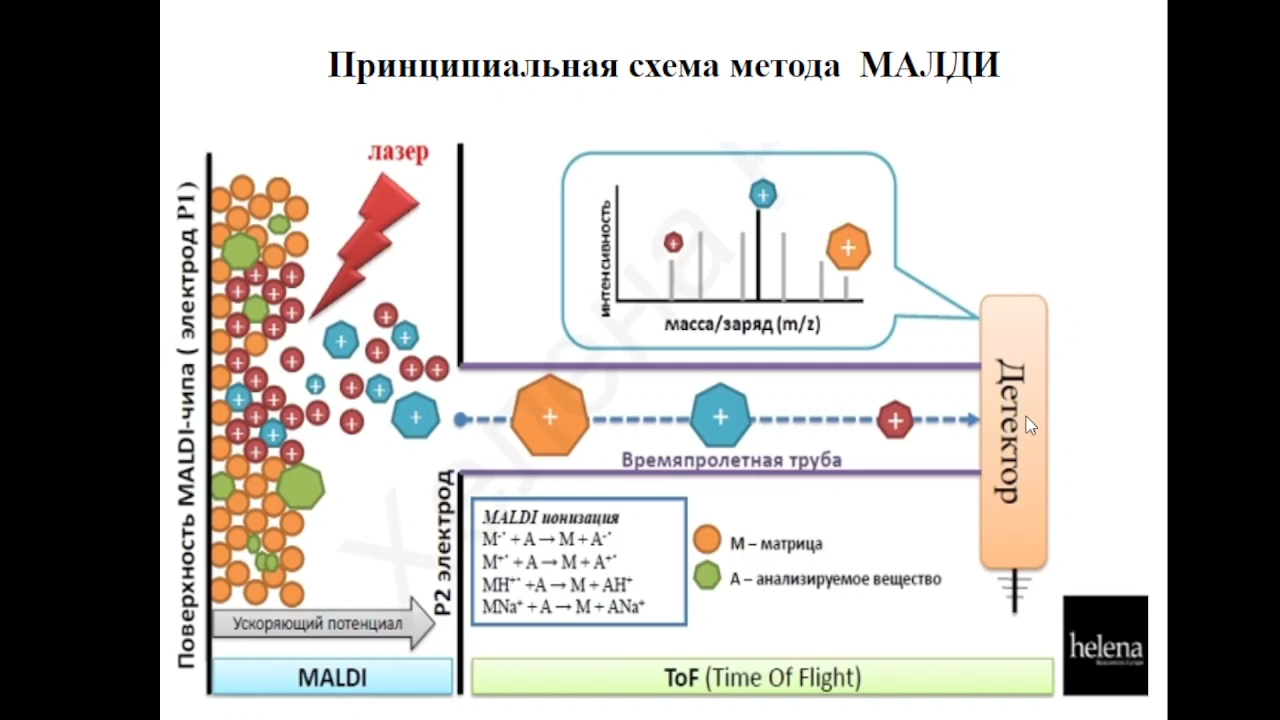 Принципиальная схема метода МАЛДИ
лазер
Поверхность MALDI-чипа ( электрод P1)
интенсивность
масса/заряд (m/z)
Детектор
Времяпролетная труба
P2 электрод
MALDI ионизация
M⁻˙ + A → M + A⁻˙
M⁺˙ + A → M + A⁺˙
MH⁺˙ +A → M + AH⁺
MNa⁺ + A → M + ANa⁺
М – матрица
А – анализируемое вещество
Ускоряющий потенциал
MALDI
ToF (Time Of Flight)
helena